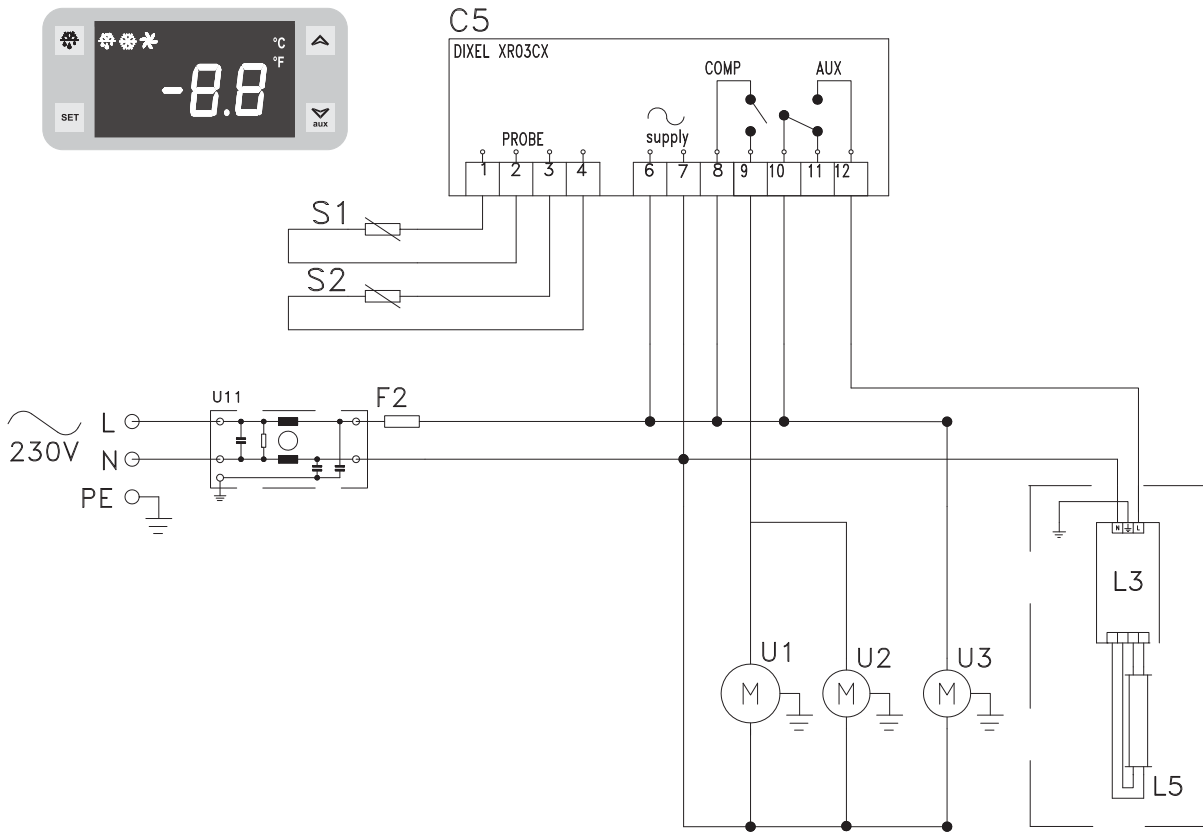 C5
DIXEL XR03CX
°C
°F
-8.8
SET
aux
COMP
AUX
PROBE
supply
1 2 3 4
6 7 8 9 10 11 12
S1
S2
U11
F2
L
230V
N
PE
N L
L3
U1
U2
U3
M
M
M
L5